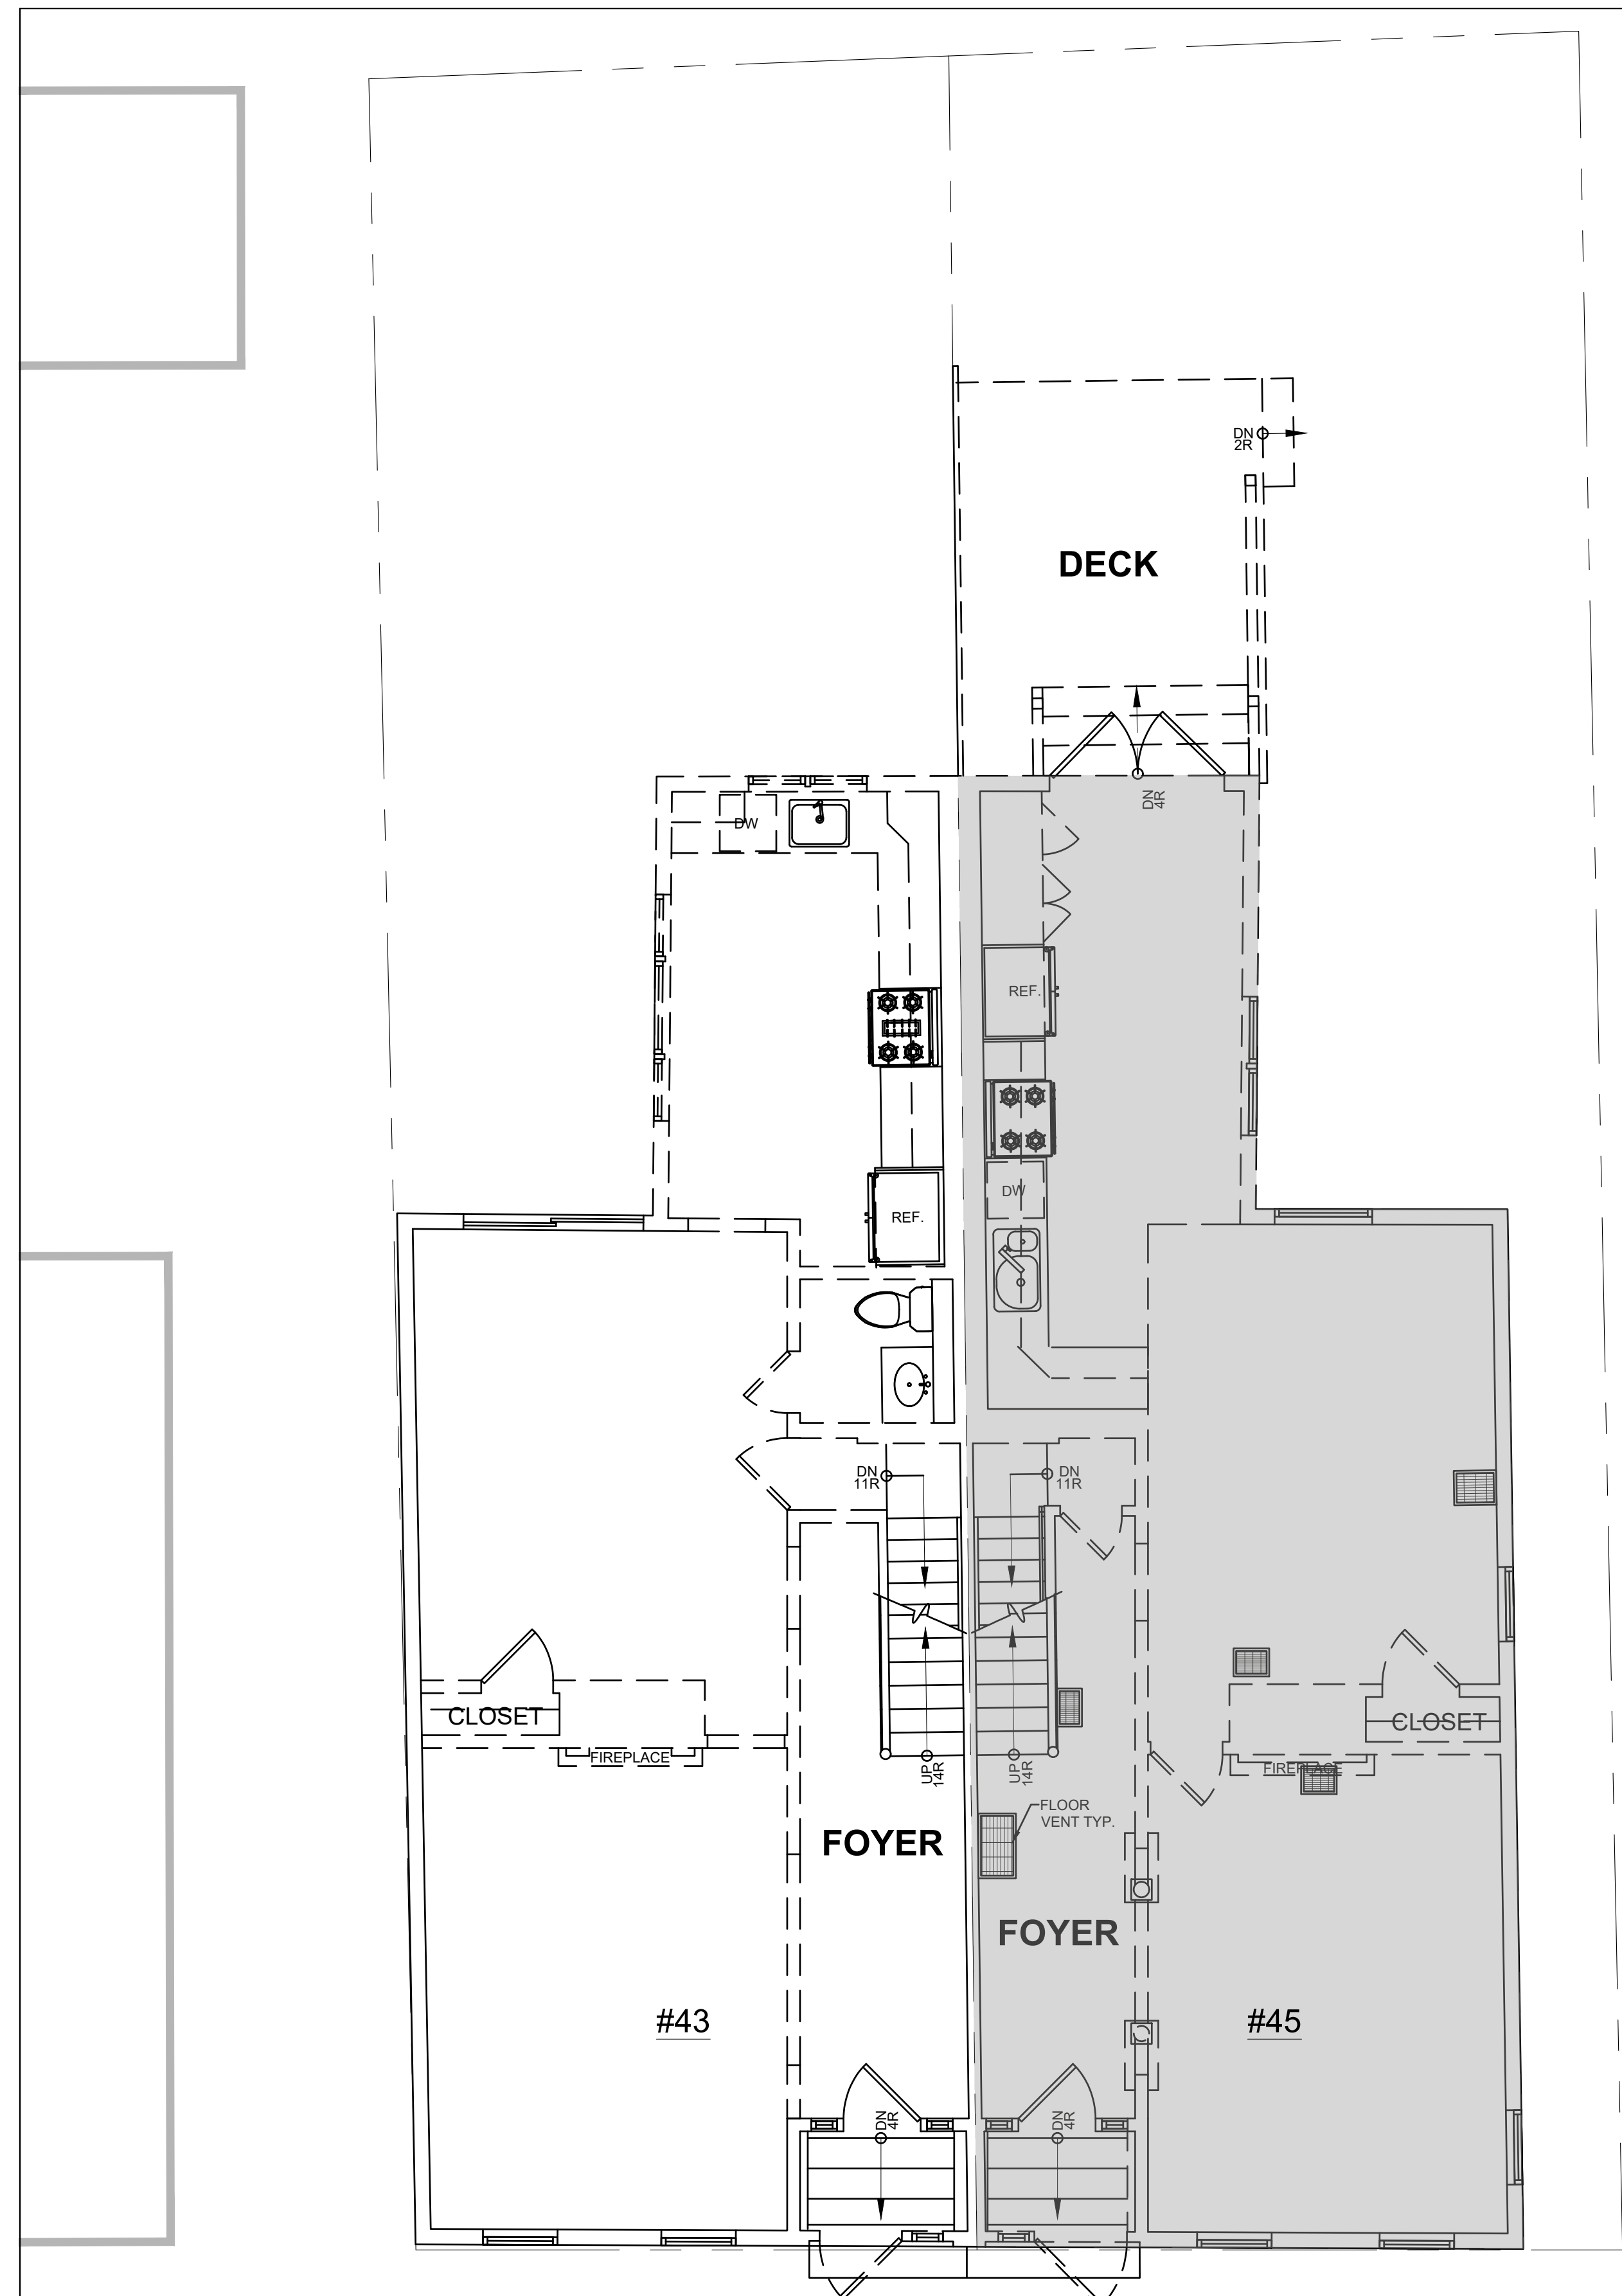 DN
2R
DECK
DN
4R
DW
REF.
DW
REF.
DN
11R
DN
11R
CLOSET
CLOSET
FIREPLACE
FIREPLACE
UP
14R
UP
14R
FLOOR
VENT TYP.
FOYER
FOYER
#43
#45
DN
4R
DN
4R